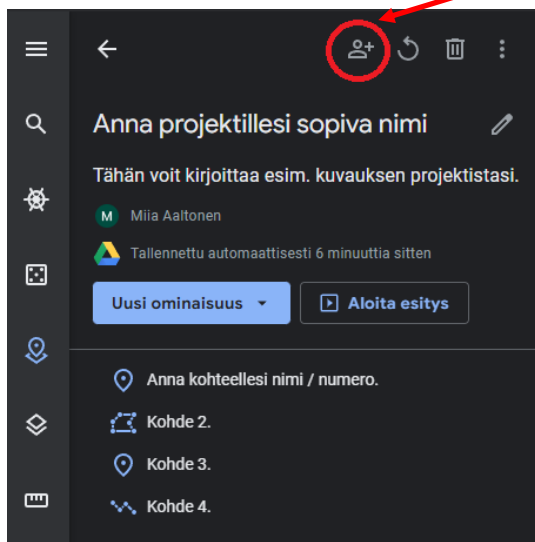 Anna projektillesi sopiva nimi
Tähän voit kirjoittaa esim. kuvauksen projektistasi.
M Miia Aaltonen
Tallennettu automaattisesti 6 minuuttia sitten
Uusi ominaisuus Aloita esitys
Anna kohteellesi nimi / numero.
Kohde 2.
Kohde 3.
Kohde 4.